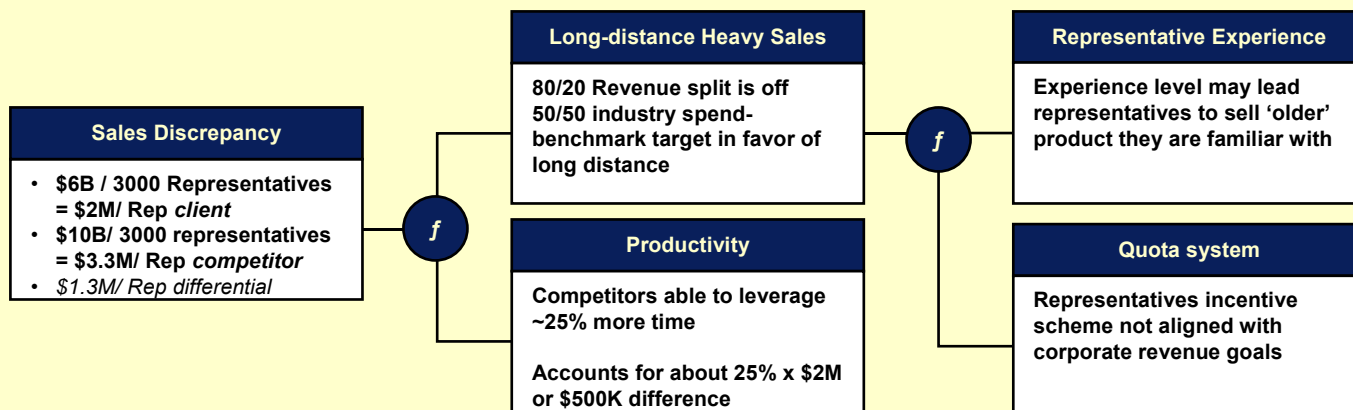 Sales Discrepancy
• $6B / 3000 Representatives
= $2M/ Rep client
• $10B/ 3000 representatives
= $3.3M/ Rep competitor
• $1.3M/ Rep differential
ƒ
Long-distance Heavy Sales
80/20 Revenue split is off
50/50 industry spend-
benchmark target in favor of
long distance
Productivity
Competitors able to leverage
~25% more time
Accounts for about 25% x $2M
or $500K difference
ƒ
Representative Experience
Experience level may lead
representatives to sell ‘older’
product they are familiar with
Quota system
Representatives incentive
scheme not aligned with
corporate revenue goals